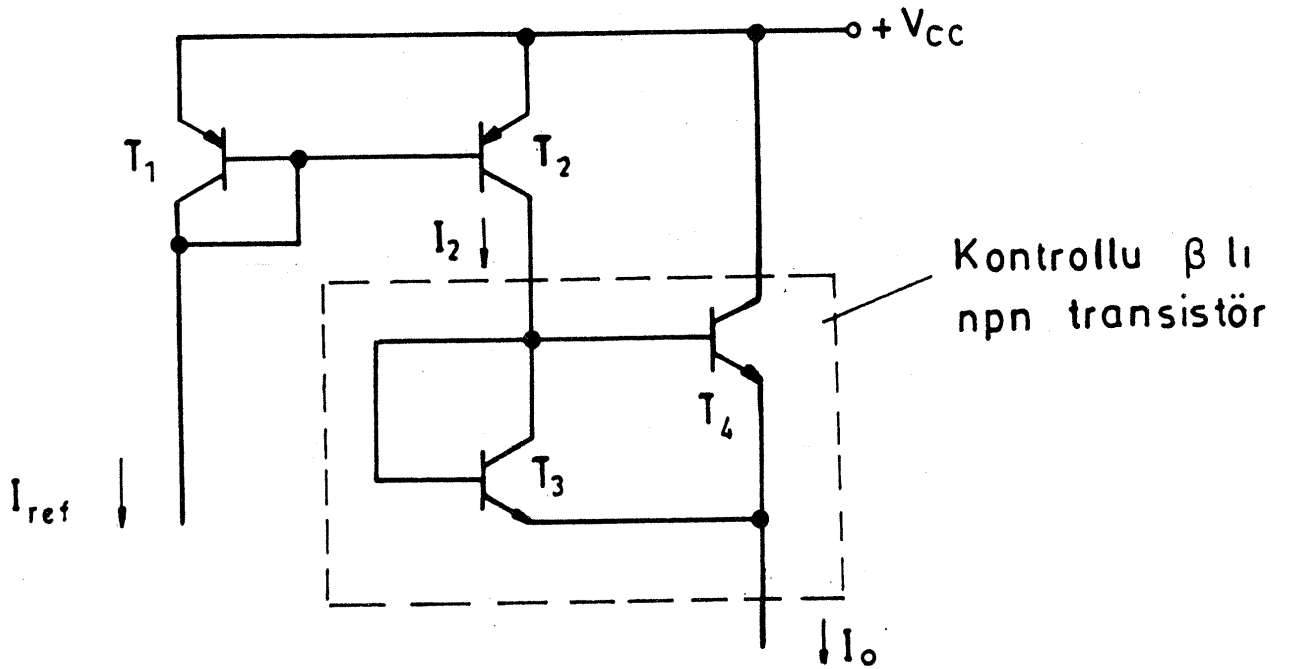 + VCC
T1
T2
I2
Kontrollu β lı
npn transistör
T4
T3
Iref
Io